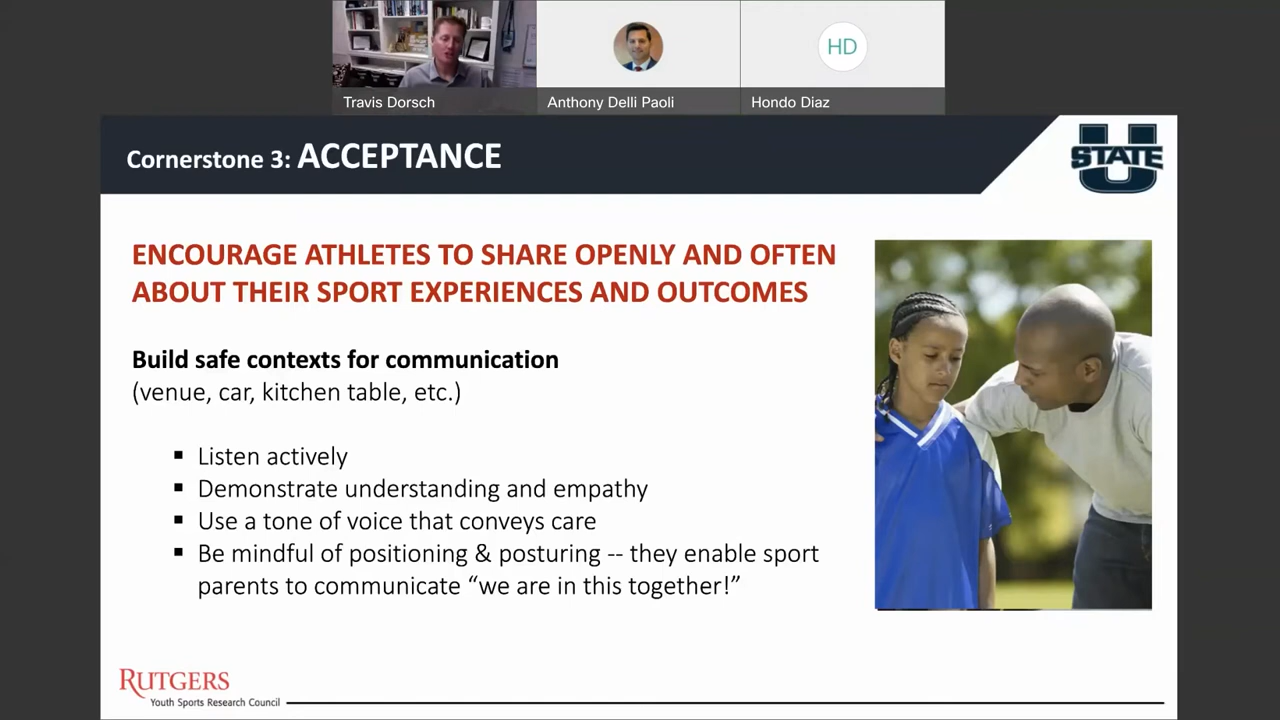 Travis Dorsch
Anthony Delli Paoli
HD
Hondo Diaz
Cornerstone 3: ACCEPTANCE
U
STATE
ENCOURAGE ATHLETES TO SHARE OPENLY AND OFTEN
ABOUT THEIR SPORT EXPERIENCES AND OUTCOMES
Build safe contexts for communication
(venue, car, kitchen table, etc.)
▪ Listen actively
▪ Demonstrate understanding and empathy
▪ Use a tone of voice that conveys care
▪ Be mindful of positioning & posturing -- they enable sport
parents to communicate “we are in this together!”
RUTGERS
Youth Sports Research Council